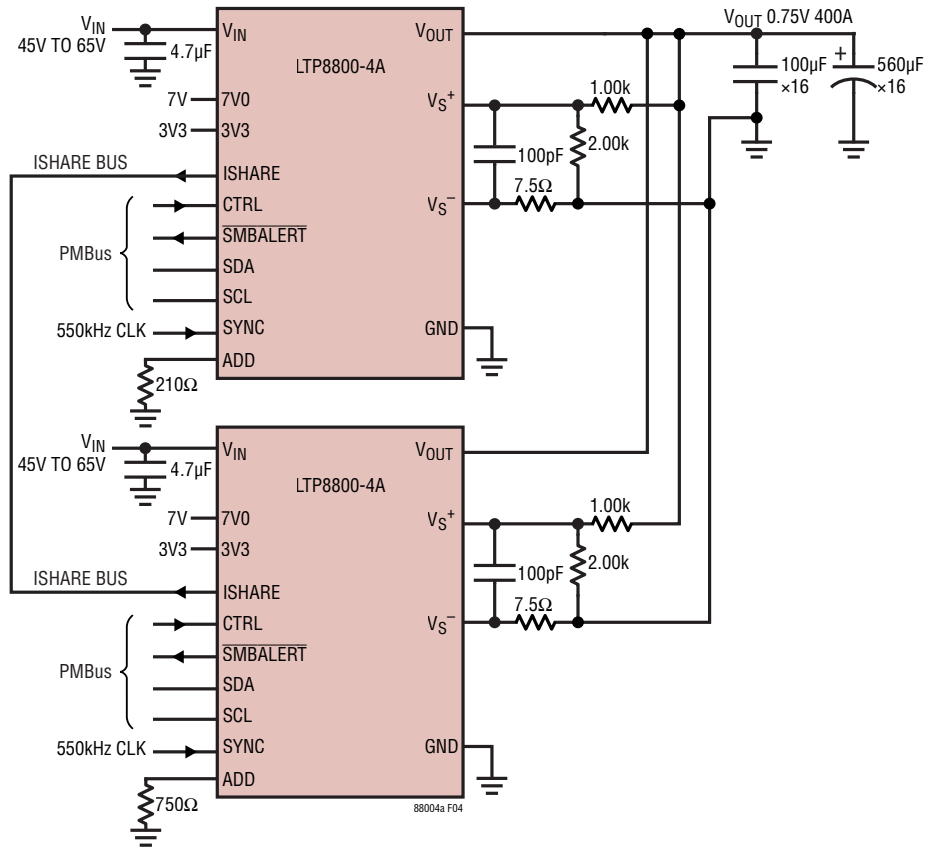 VIN
45V TO 65V
4.7µF
7V
3V3
ISHARE BUS
PMBus
550kHz CLK
210Ω
VIN
7V0
3V3
ISHARE
CTRL
SMBALERT
SDA
SCL
SYNC
ADD
LTP8800-4A
VOUT
VS+
VS–
GND
100pF
1.00k
2.00k
7.5Ω
VOUT 0.75V 400A
100µF
×16
+
560µF
×16
VIN
45V TO 65V
4.7µF
7V
3V3
ISHARE BUS
PMBus
550kHz CLK
750Ω
VIN
7V0
3V3
ISHARE
CTRL
SMBALERT
SDA
SCL
SYNC
ADD
LTP8800-4A
VOUT
VS+
VS–
GND
100pF
1.00k
2.00k
7.5Ω
88004a F04